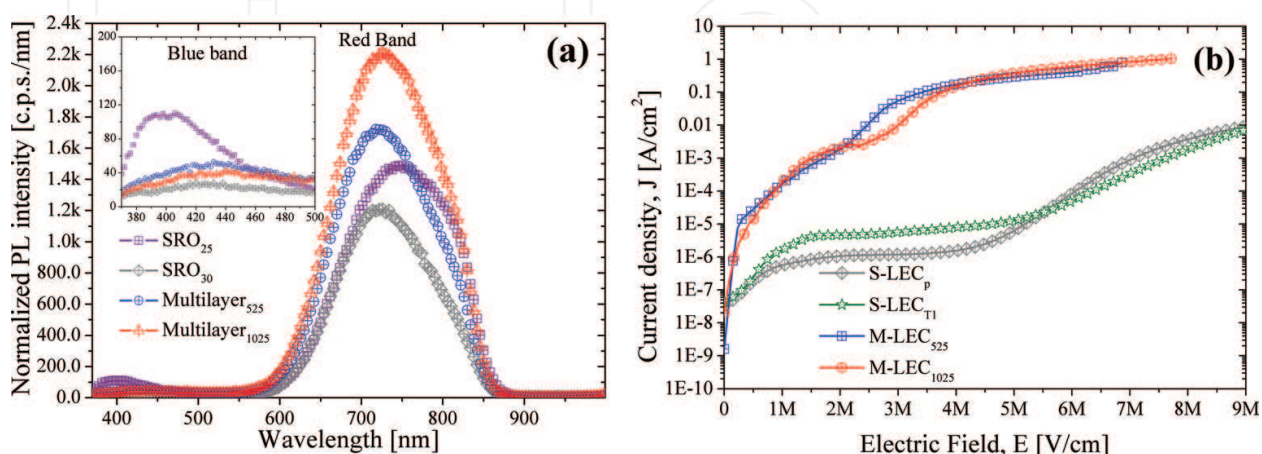 2.4k
2.2k
2.0k
1.8k
1.6k
1.4k
1.2k
1.0k
800.0
600.0
400.0
200.0
0.0
Normalized PL intensity [c.p.s./nm]
400 500 600 700 800 900
Wavelength [nm]
Red Band
(a)
200
160
120
80
40
0
Blue band
380 400 420 440 460 480 500
SRO25
SRO30
Multilayer525
Multilayer1025
10
1
0.1
0.01
1E-3
1E-4
1E-5
1E-6
1E-7
1E-8
1E-9
1E-10
Current density, J [A/cm²]
0 1M 2M 3M 4M 5M 6M 7M 8M 9M
Electric Field, E [V/cm]
(b)
S-LECp
S-LECT1
M-LEC525
M-LEC1025